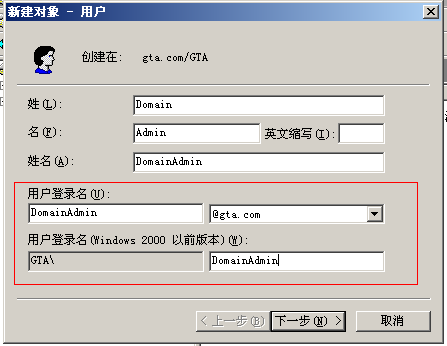 新建对象 - 用户
创建在: gta.com/GTA
姓(L): Domain
名(F): Admin 英文缩写(I):
姓名(A): DomainAdmin
用户登录名(U):
DomainAdmin @gta.com
用户登录名(Windows 2000 以前版本)(W):
GTA\ DomainAdmin
< 上一步(B) 下一步(N) > 取消